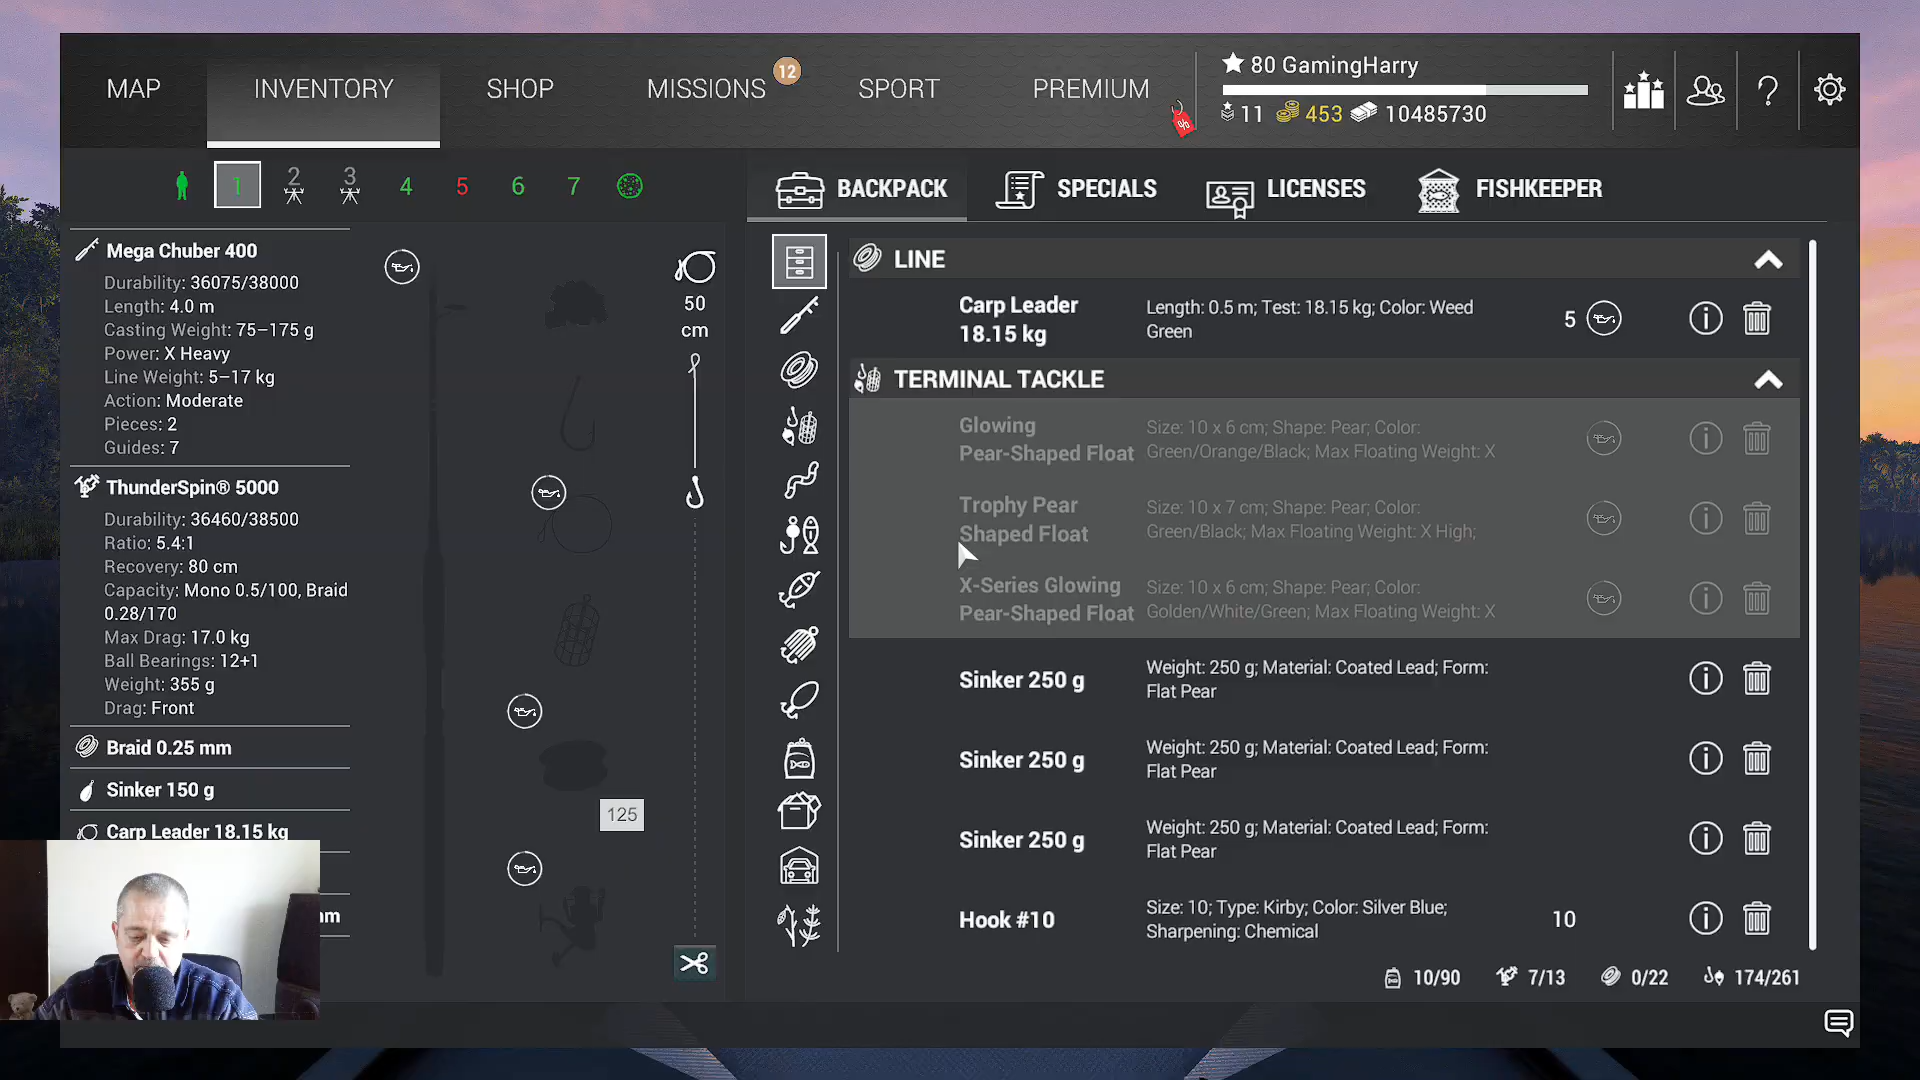 MAP
INVENTORY
SHOP
MISSIONS
12
SPORT
PREMIUM
%
80 GamingHarry
11
453
10485730
?
1
2
3
4
5
6
7
BACKPACK
SPECIALS
LICENSES
FISHKEEPER
Mega Chuber 400
Durability: 36075/38000
Length: 4.0 m
Casting Weight: 75–175 g
Power: X Heavy
Line Weight: 5–17 kg
Action: Moderate
Pieces: 2
Guides: 7
ThunderSpin® 5000
Durability: 36460/38500
Ratio: 5.4:1
Recovery: 80 cm
Capacity: Mono 0.5/100, Braid
0.28/170
Max Drag: 17.0 kg
Ball Bearings: 12+1
Weight: 355 g
Drag: Front
Braid 0.25 mm
Sinker 150 g
Carp Leader 18.15 kg
50
cm
125
LINE
Carp Leader
18.15 kg
Length: 0.5 m; Test: 18.15 kg; Color: Weed
Green
5
TERMINAL TACKLE
Glowing
Pear-Shaped Float
Size: 10 x 6 cm; Shape: Pear; Color:
Green/Orange/Black; Max Floating Weight: X
Trophy Pear
Shaped Float
Size: 10 x 7 cm; Shape: Pear; Color:
Green/Black; Max Floating Weight: X High;
X-Series Glowing
Pear-Shaped Float
Size: 10 x 6 cm; Shape: Pear; Color:
Golden/White/Green; Max Floating Weight: X
Sinker 250 g
Weight: 250 g; Material: Coated Lead; Form:
Flat Pear
Sinker 250 g
Weight: 250 g; Material: Coated Lead; Form:
Flat Pear
Sinker 250 g
Weight: 250 g; Material: Coated Lead; Form:
Flat Pear
Hook #10
Size: 10; Type: Kirby; Color: Silver Blue;
Sharpening: Chemical
10
10/90
7/13
0/22
174/261